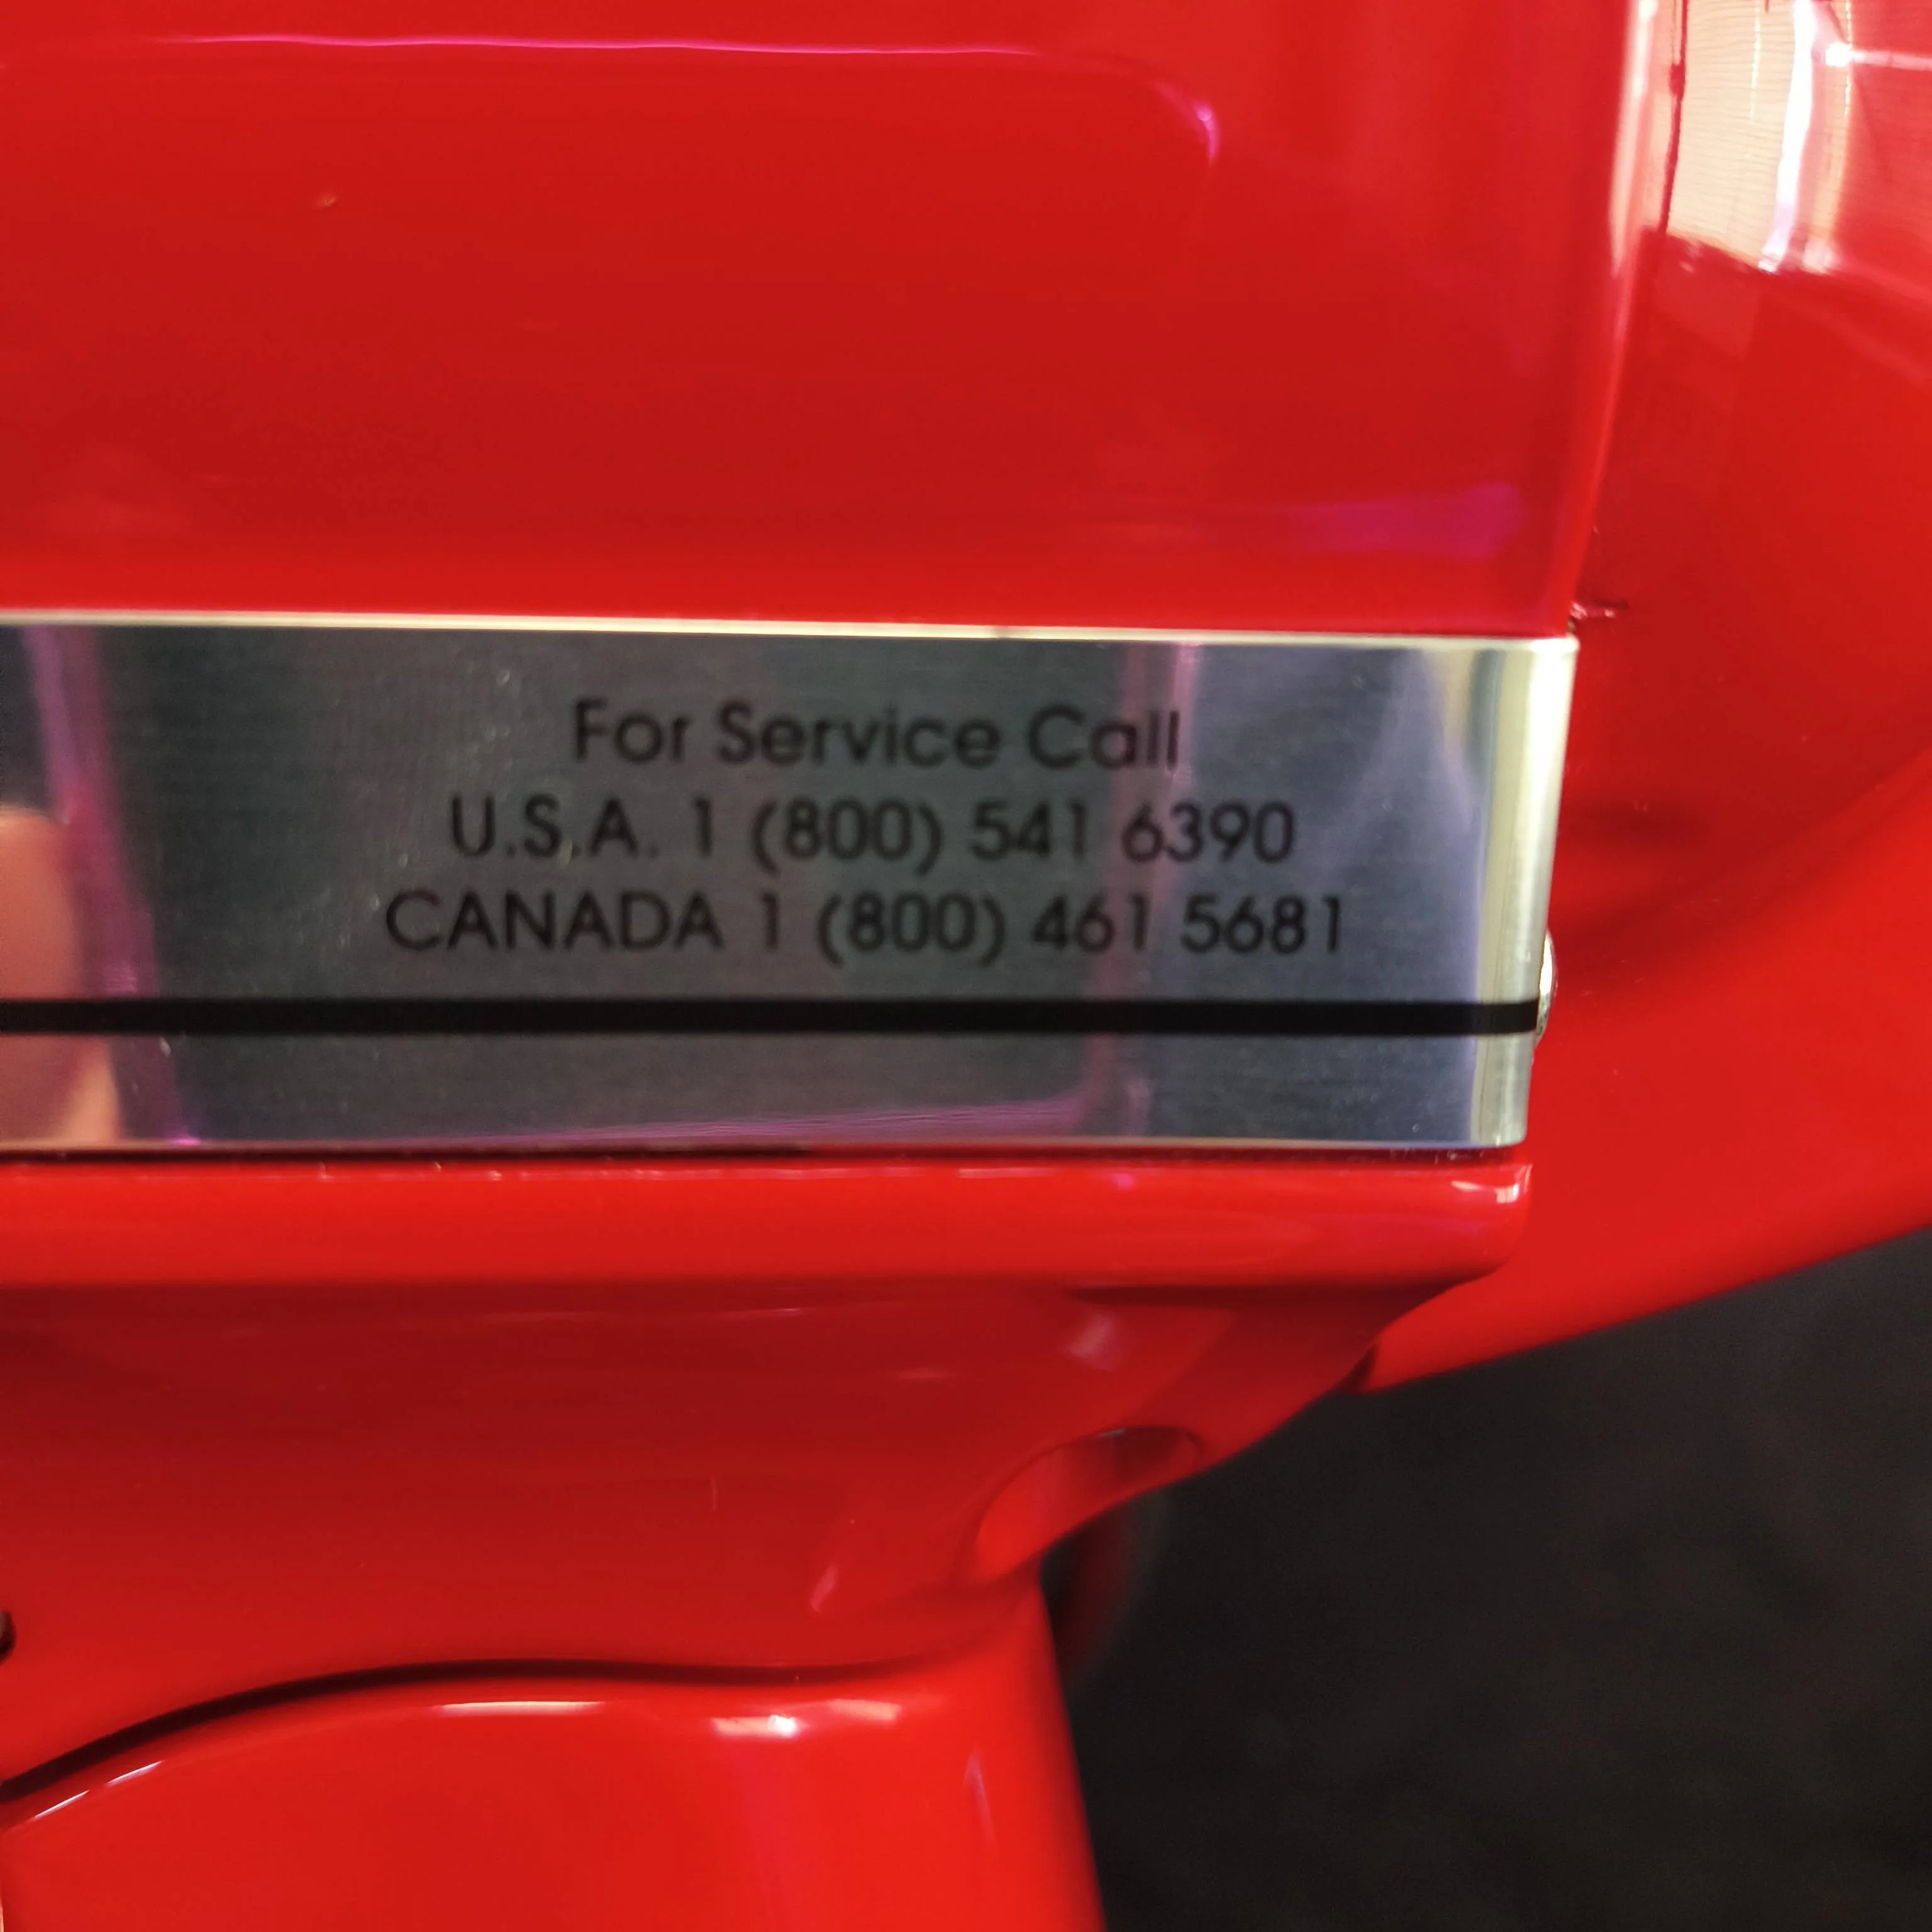 For Service Call
U.S.A. 1 (800) 541 6390
CANADA 1 (800) 461 5681